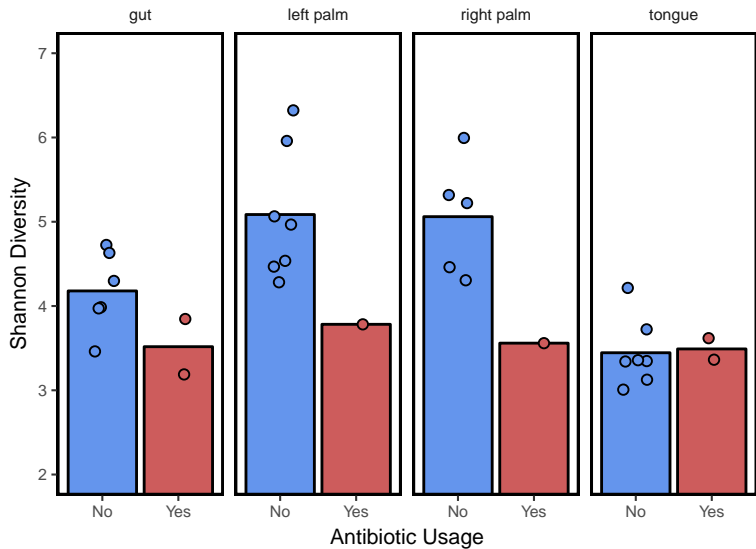 gut left palm right palm tongue
7
6
5
4
3
2
Shannon Diversity
No Yes No Yes No Yes No Yes
Antibiotic Usage